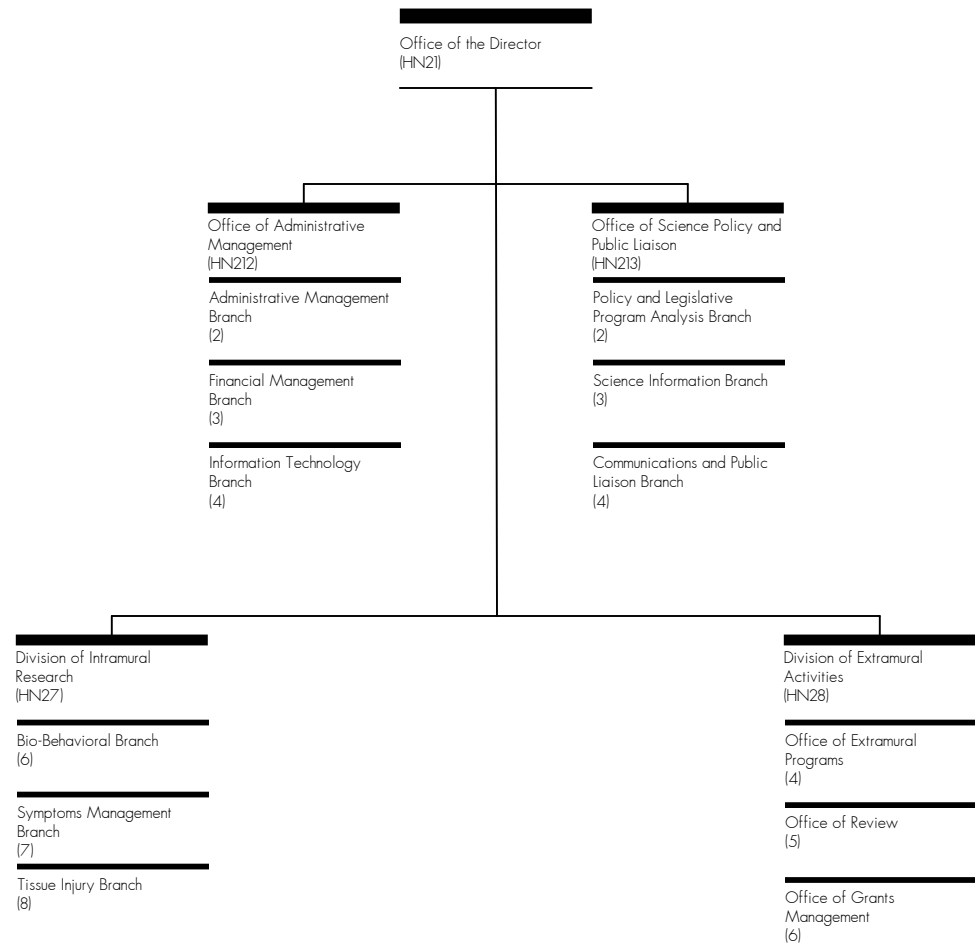 Office of the Director
(HN21)
Office of Administrative
Management
(HN212)
Administrative Management
Branch
(2)
Financial Management
Branch
(3)
Information Technology
Branch
(4)
Office of Science Policy and
Public Liaison
(HN213)
Policy and Legislative
Program Analysis Branch
(2)
Science Information Branch
(3)
Communications and Public
Liaison Branch
(4)
Division of Intramural
Research
(HN27)
Bio-Behavioral Branch
(6)
Symptoms Management
Branch
(7)
Tissue Injury Branch
(8)
Division of Extramural
Activities
(HN28)
Office of Extramural
Programs
(4)
Office of Review
(5)
Office of Grants
Management
(6)